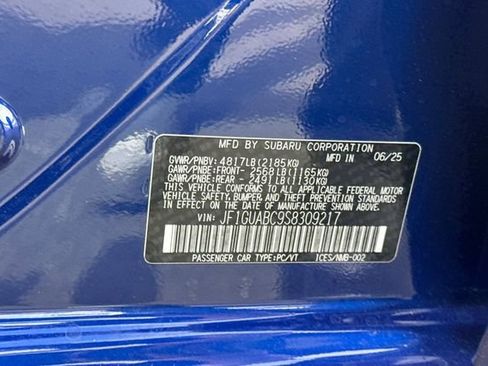 MFD BY SUBARU CORPORATION
GVWR/PNBV: 4817LB(2185KG) 06/25
GAWR/PNBE:FRONT- 2568LB(1165KG)
GAWR/PNBE:REAR - 2491LB(1130KG)
THIS VEHICLE CONFORMS TO ALL APPLICABLE FEDERAL MOTOR
VEHICLE SAFETY, BUMPER, AND THEFT PREVENTION STANDARDS
IN EFFECT ON THE DATE OF MANUFACTURE SHOWN ABOVE.
VIN: JF1GUABC9S8309217
PASSENGER CAR TYPE:PC/VT ICES/NMB-002